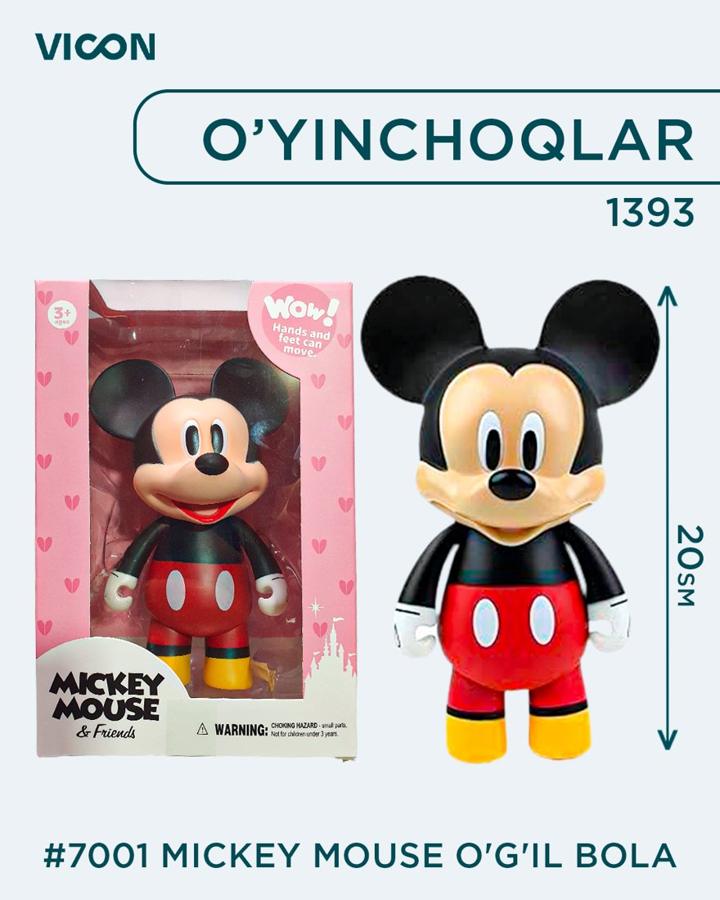 VICON
O’YINCHOQLAR
1393
3+
ages
Wow!
Hands and
feet can
move.
20SM
MICKEY
MOUSE
& Friends
⚠ WARNING: CHOKING HAZARD - small parts.
Not for children under 3 years.
#7001 MICKEY MOUSE O'G'IL BOLA